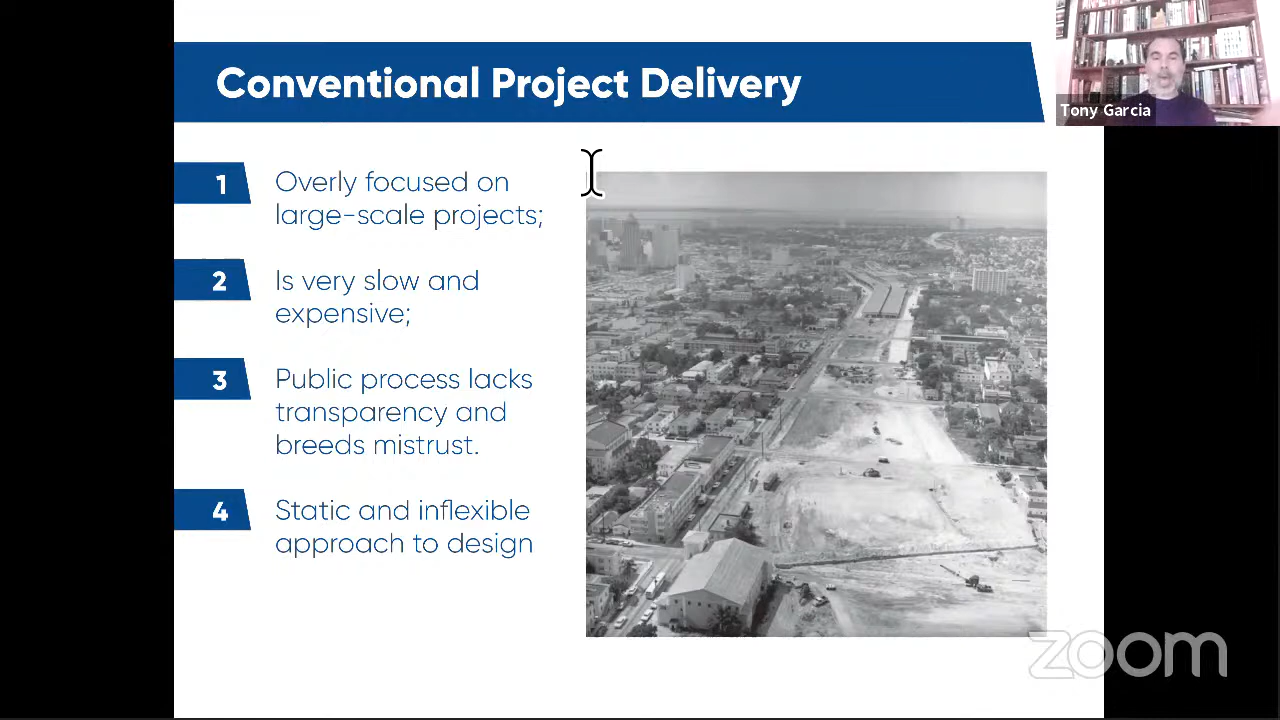 Conventional Project Delivery
Tony Garcia
1
Overly focused on
large-scale projects;
2
Is very slow and
expensive;
3
Public process lacks
transparency and
breeds mistrust.
4
Static and inflexible
approach to design
zoom